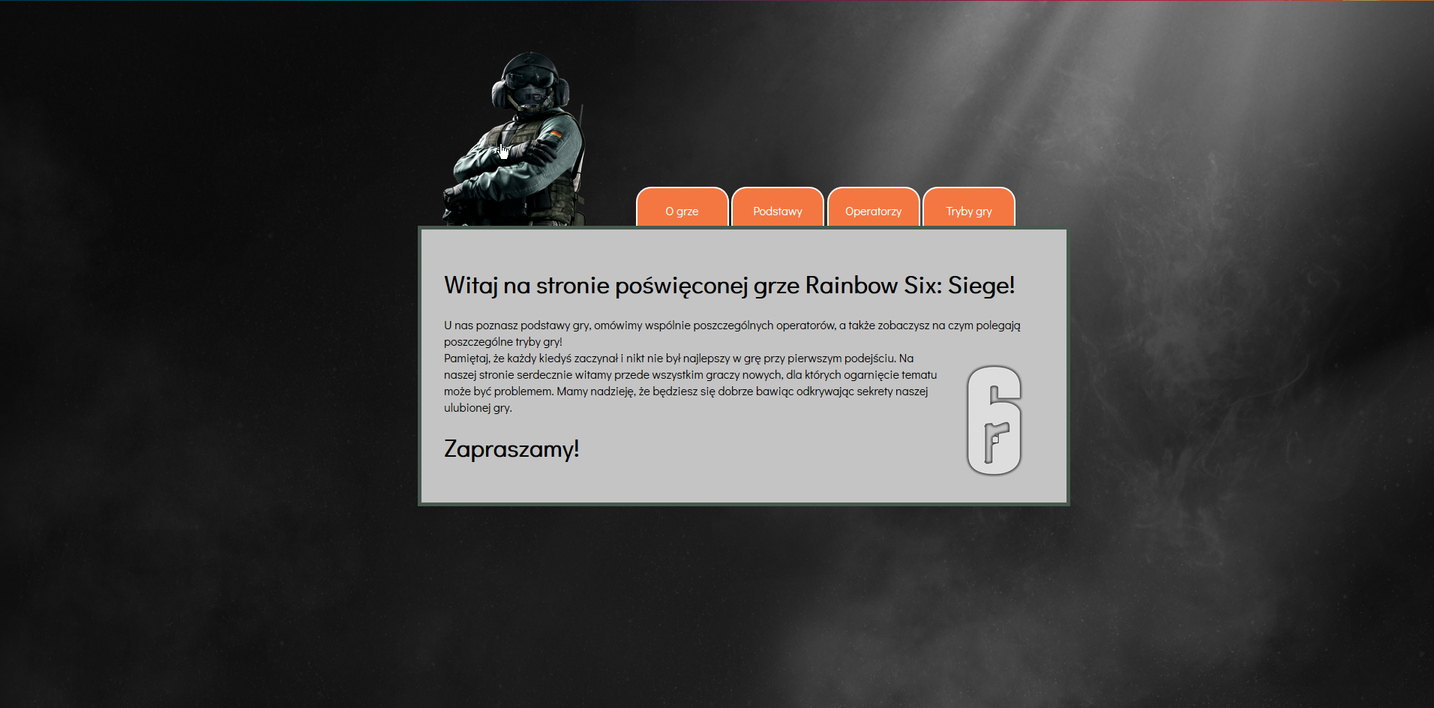 O grze
Podstawy
Operatorzy
Tryby gry
Witaj na stronie poświęconej grze Rainbow Six: Siege!
U nas poznasz podstawy gry, omówimy wspólnie poszczególnych operatorów, a także zobaczysz na czym polegają
poszczególne tryby gry!
Pamiętaj, że każdy kiedyś zaczynał i nikt nie był najlepszy w grę przy pierwszym podejściu. Na
naszej stronie serdecznie witamy przede wszystkim graczy nowych, dla których ogarnięcie tematu
może być problemem. Mamy nadzieję, że będziesz się dobrze bawiąc odkrywając sekrety naszej
ulubionej gry.
Zapraszamy!
6